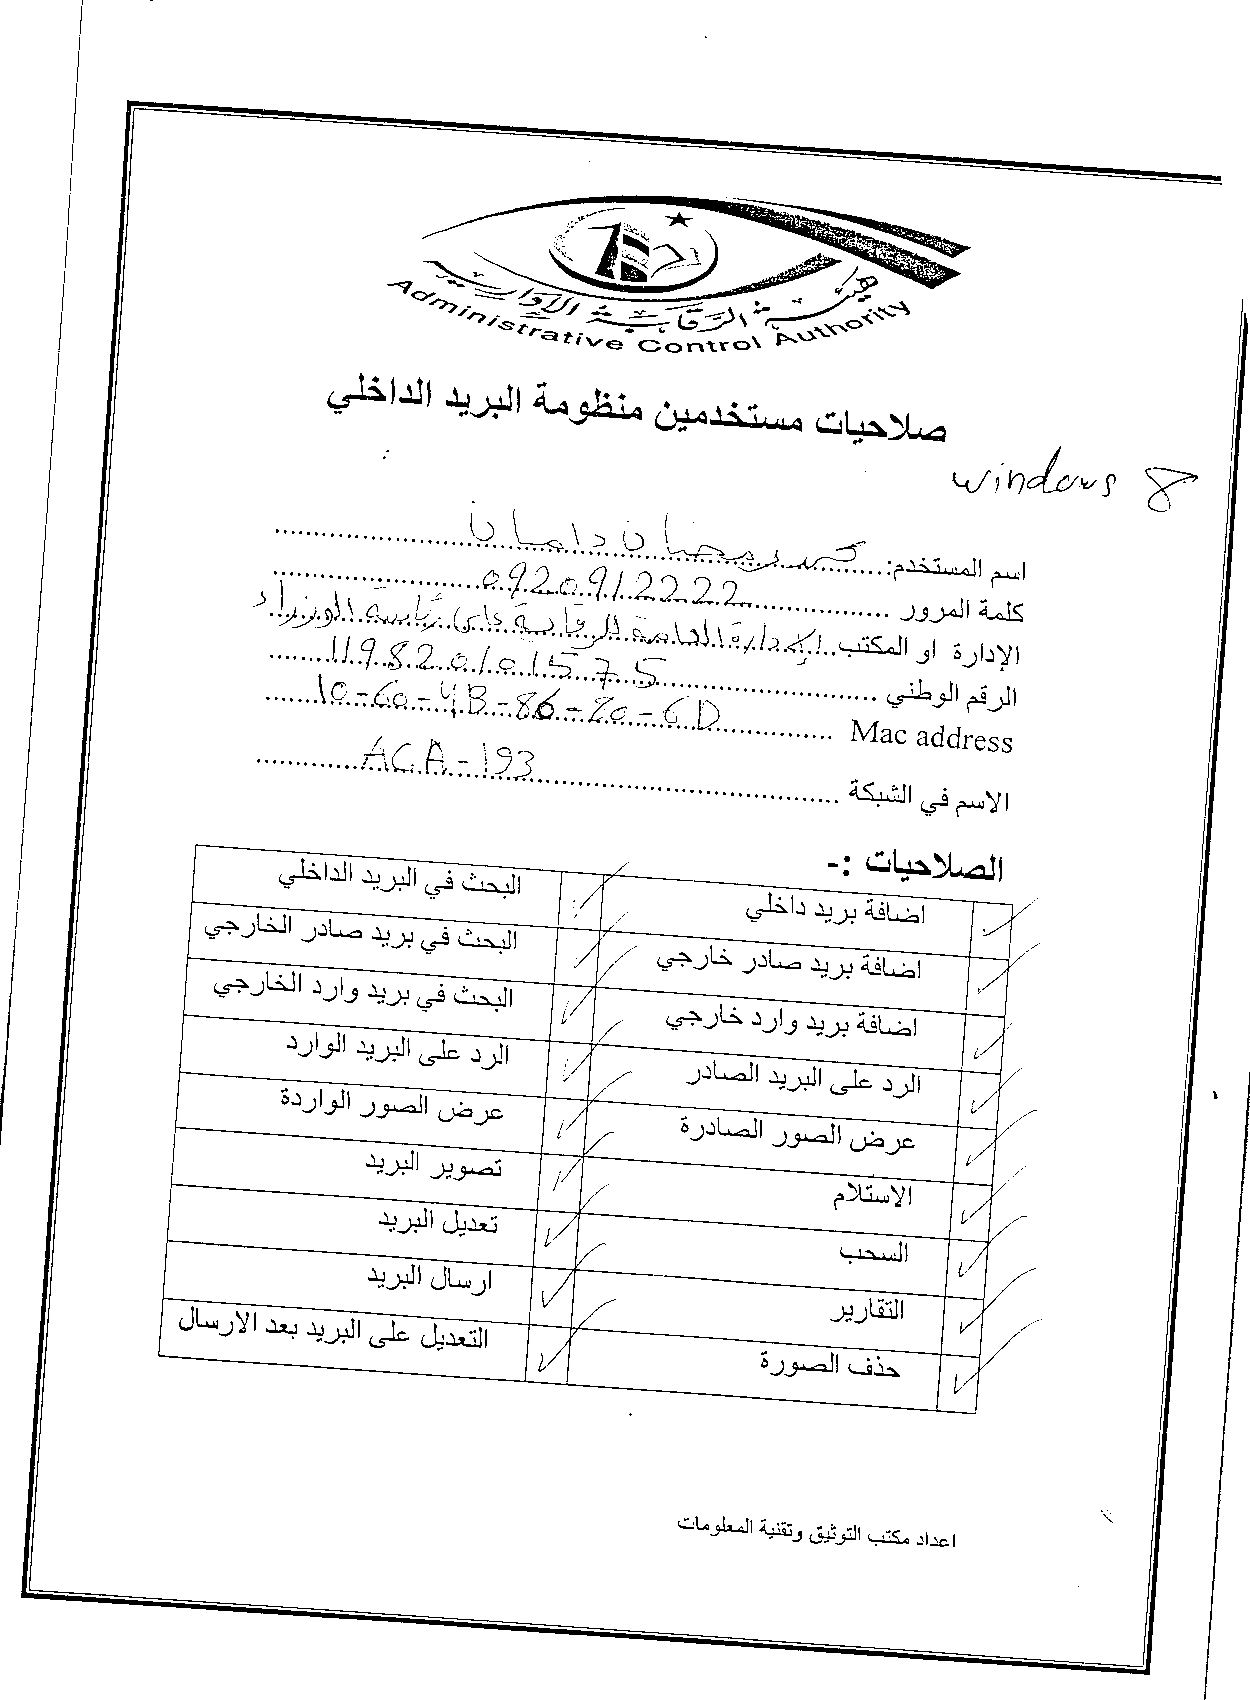 هيئة الرقابة الإدارية
Administrative Control Authority
صلاحيات مستخدمين منظومة البريد الداخلي
windows 8
اسم المستخدم: محمد رمضان دامان
كلمة المرور 0920912222
الإدارة او المكتب الإدارة العامة الرقابة على رئاسة الوزراء
الرقم الوطني 119820101575
Mac address 10-60-4B-86-20-6D
الاسم في الشبكة ACA-193
الصلاحيات :-
اضافة بريد داخلي البحث في البريد الداخلي
اضافة بريد صادر خارجي البحث في بريد صادر الخارجي
اضافة بريد وارد خارجي البحث في بريد وارد الخارجي
الرد على البريد الصادر الرد على البريد الوارد
عرض الصور الصادرة عرض الصور الواردة
الاستلام تصوير البريد
السحب تعديل البريد
التقارير ارسال البريد
حذف الصورة التعديل على البريد بعد الارسال
اعداد مكتب التوثيق وتقنية المعلومات